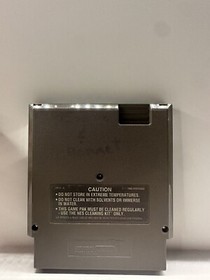 CAUTION
•DO NOT STORE IN EXTREME TEMPERATURES.
•DO NOT CLEAN WITH SOLVENTS OR IMMERSE
IN WATER.
•THIS GAME PAK MUST BE CLEANED REGULARLY
USE THE NES CLEANING KIT ONLY.